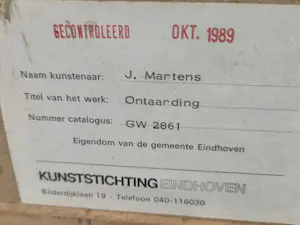 GECONTROLEERD OKT. 1989
Naam kunstenaar: J. Martens
Titel van het werk: Ontaarding
Nummer catalogus: GW 2861
Eigendom van de gemeente Eindhoven
KUNSTSTICHTING EINDHOVEN
Bilderdijklaan 19 - Telefoon 040-116030